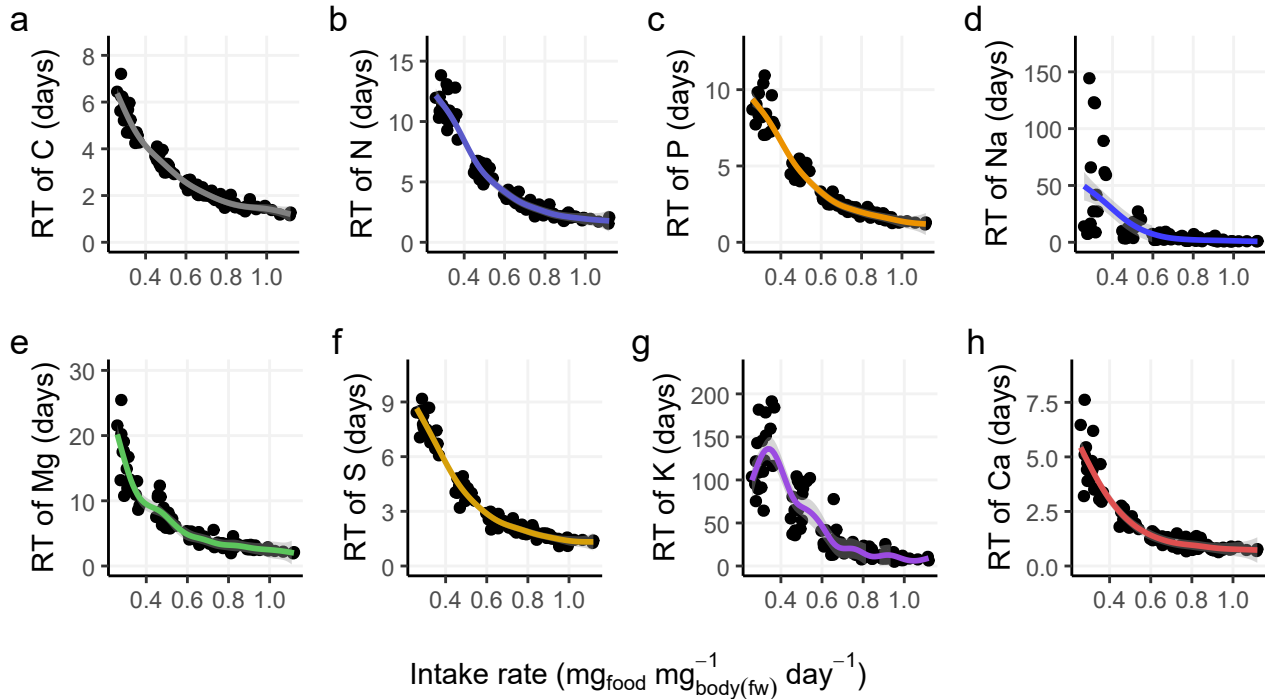 a
b
c
d
RT of C (days)
8
6
4
2
0
0.4 0.6 0.8 1.0
RT of N (days)
15
10
5
0
0.4 0.6 0.8 1.0
RT of P (days)
10
5
0
0.4 0.6 0.8 1.0
RT of Na (days)
150
100
50
0
0.4 0.6 0.8 1.0
e
f
g
h
RT of Mg (days)
30
20
10
0
0.4 0.6 0.8 1.0
RT of S (days)
9
6
3
0
0.4 0.6 0.8 1.0
RT of K (days)
200
150
100
50
0
0.4 0.6 0.8 1.0
RT of Ca (days)
7.5
5.0
2.5
0.0
0.4 0.6 0.8 1.0
Intake rate (mg_food mg_body(fw)^−1 day^−1)